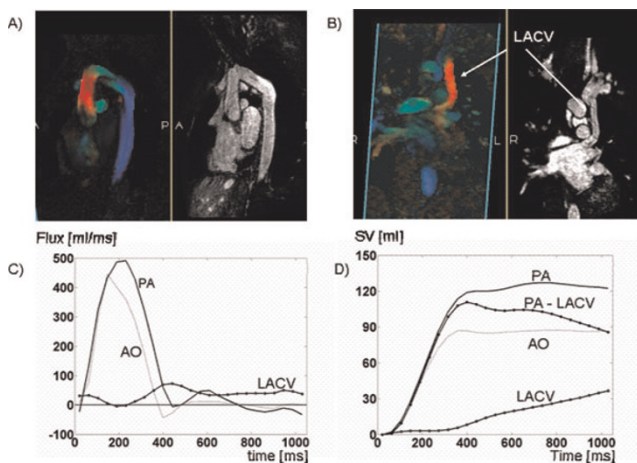 A)
B)
LACV
A
P
A
R
L
R
Flux [ml/ms]
SV [ml]
C)
500
400
300
200
100
0
-100
PA
AO
LACV
0 200 400 600 800 1000
time [ms]
D)
150
120
90
60
30
0
PA
PA - LACV
AO
LACV
0 200 400 600 800 1000
Time [ms]